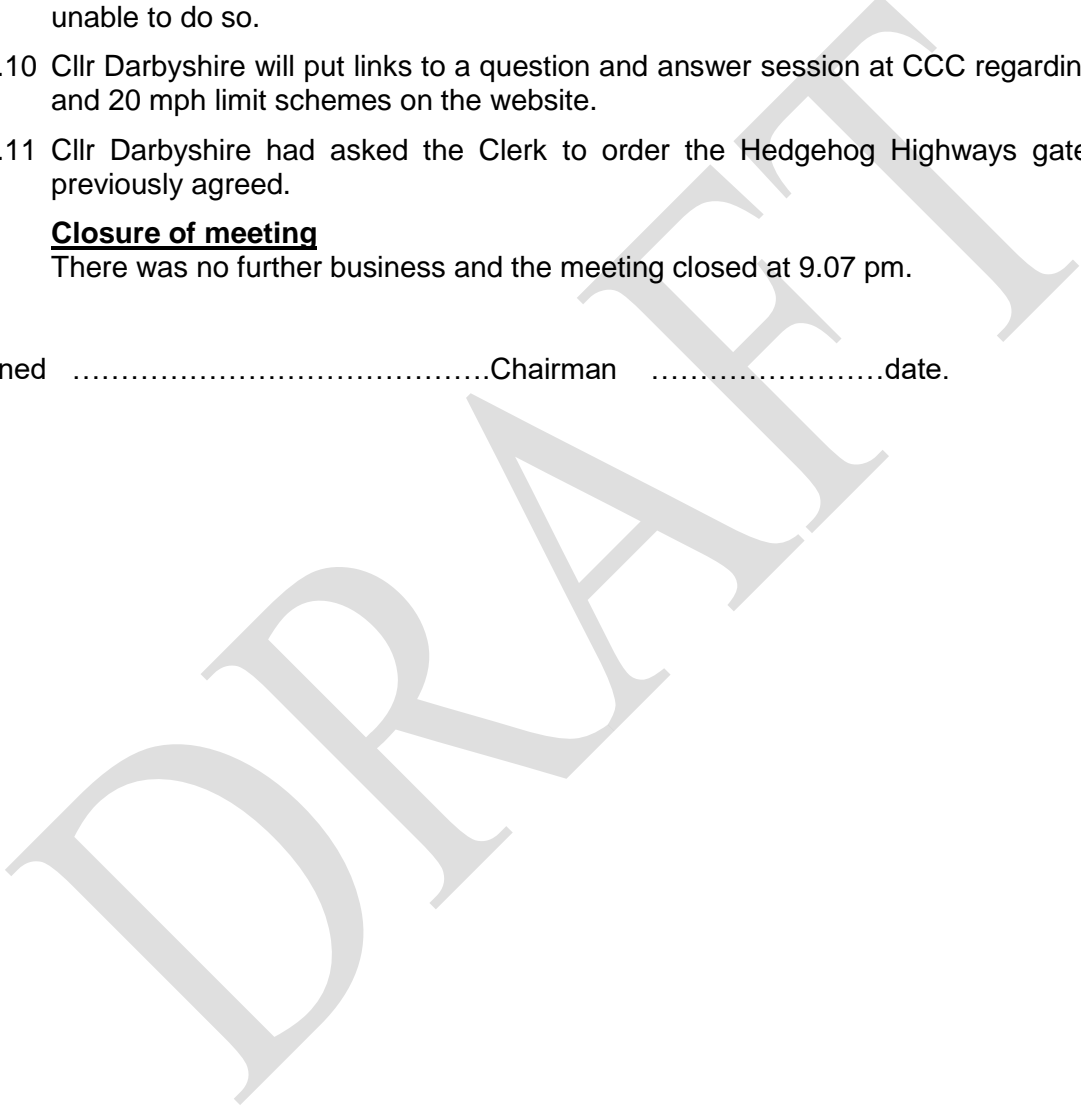 unable to do so.
.10 Cllr Darbyshire will put links to a question and answer session at CCC
and 20 mph limit schemes on the website.
.11 Cllr Darbyshire had asked the Clerk to order the Hedgehog Highways
previously agreed.
Closure of meeting
There was no further business and the meeting closed at 9.07 pm.
…………………………………….Chairman ……………………date.
DRAFT